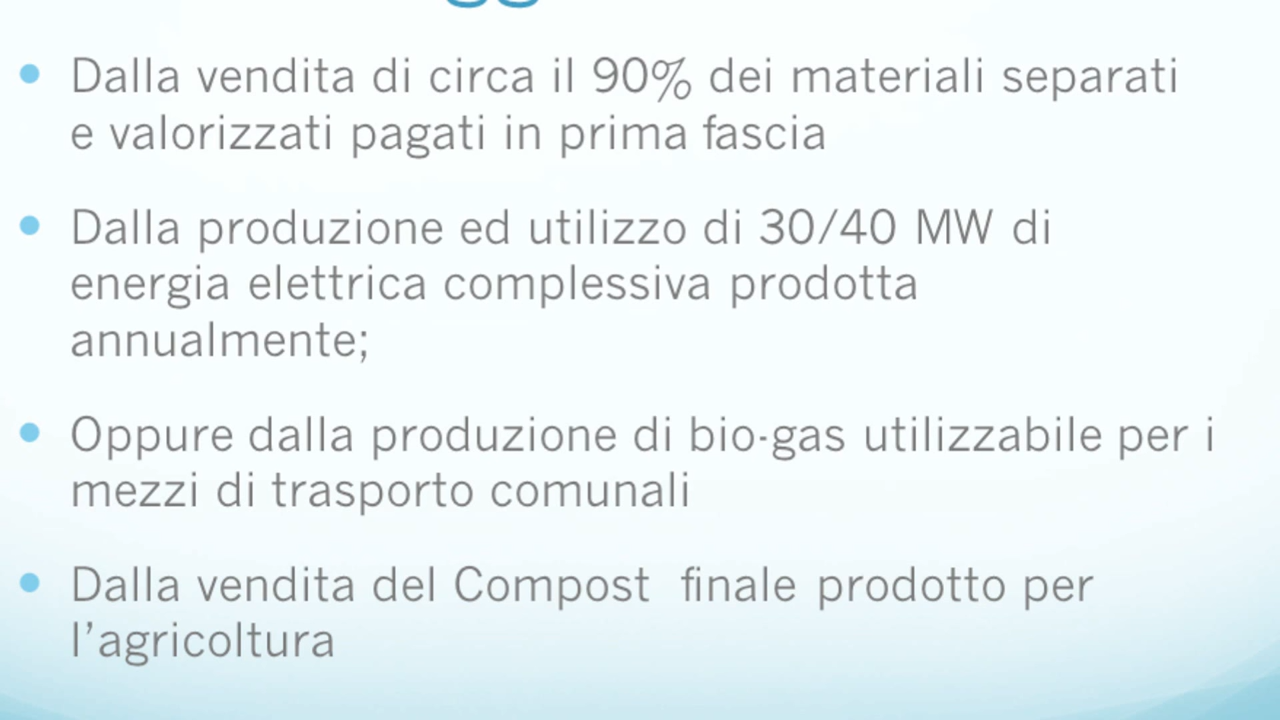 Dalla vendita di circa il 90% dei materiali separati
e valorizzati pagati in prima fascia
Dalla produzione ed utilizzo di 30/40 MW di
energia elettrica complessiva prodotta
annualmente;
Oppure dalla produzione di bio-gas utilizzabile per i
mezzi di trasporto comunali
Dalla vendita del Compost  finale prodotto per
l’agricoltura